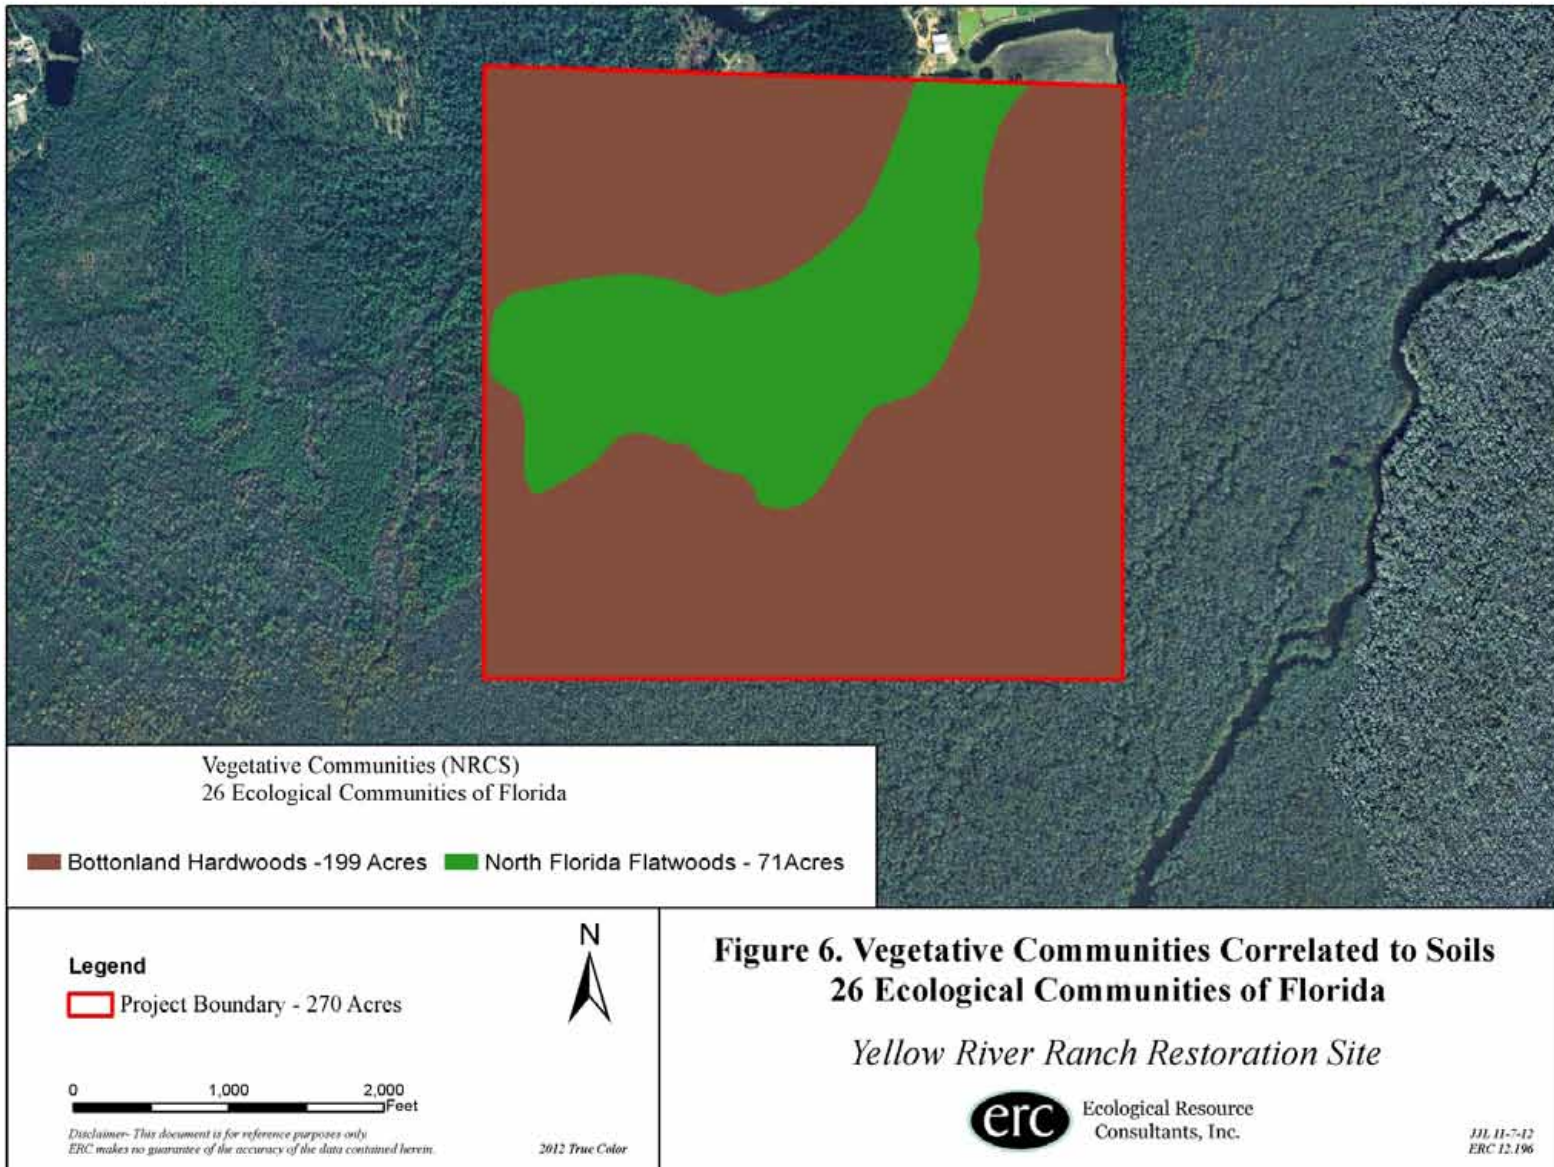 Vegetative Communities (NRCS)
26 Ecological Communities of Florida
Bottonland Hardwoods -199 Acres
North Florida Flatwoods - 71Acres
Legend
Project Boundary - 270 Acres
N
0 1,000 2,000
Feet
Disclaimer- This document is for reference purposes only.
ERC makes no guarantee of the accuracy of the data contained herein.
2012 True Color
Figure 6. Vegetative Communities Correlated to Soils
26 Ecological Communities of Florida
Yellow River Ranch Restoration Site
erc
Ecological Resource
Consultants, Inc.
JJL 11-7-12
ERC 12.196